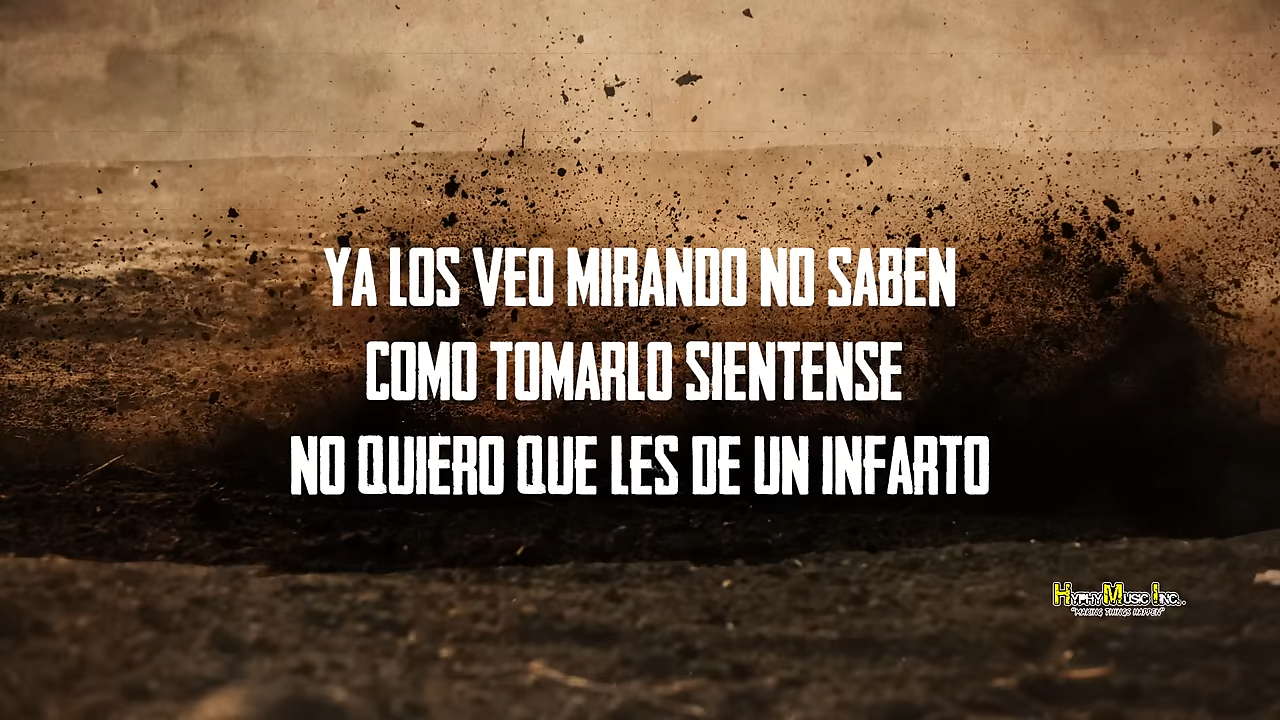 YA LOS VEO MIRANDO NO SABEN
COMO TOMARLO SIENTENSE
NO QUIERO QUE LES DE UN INFARTO
HYPHY MUSIC INC.
"MAKING THINGS HAPPEN"